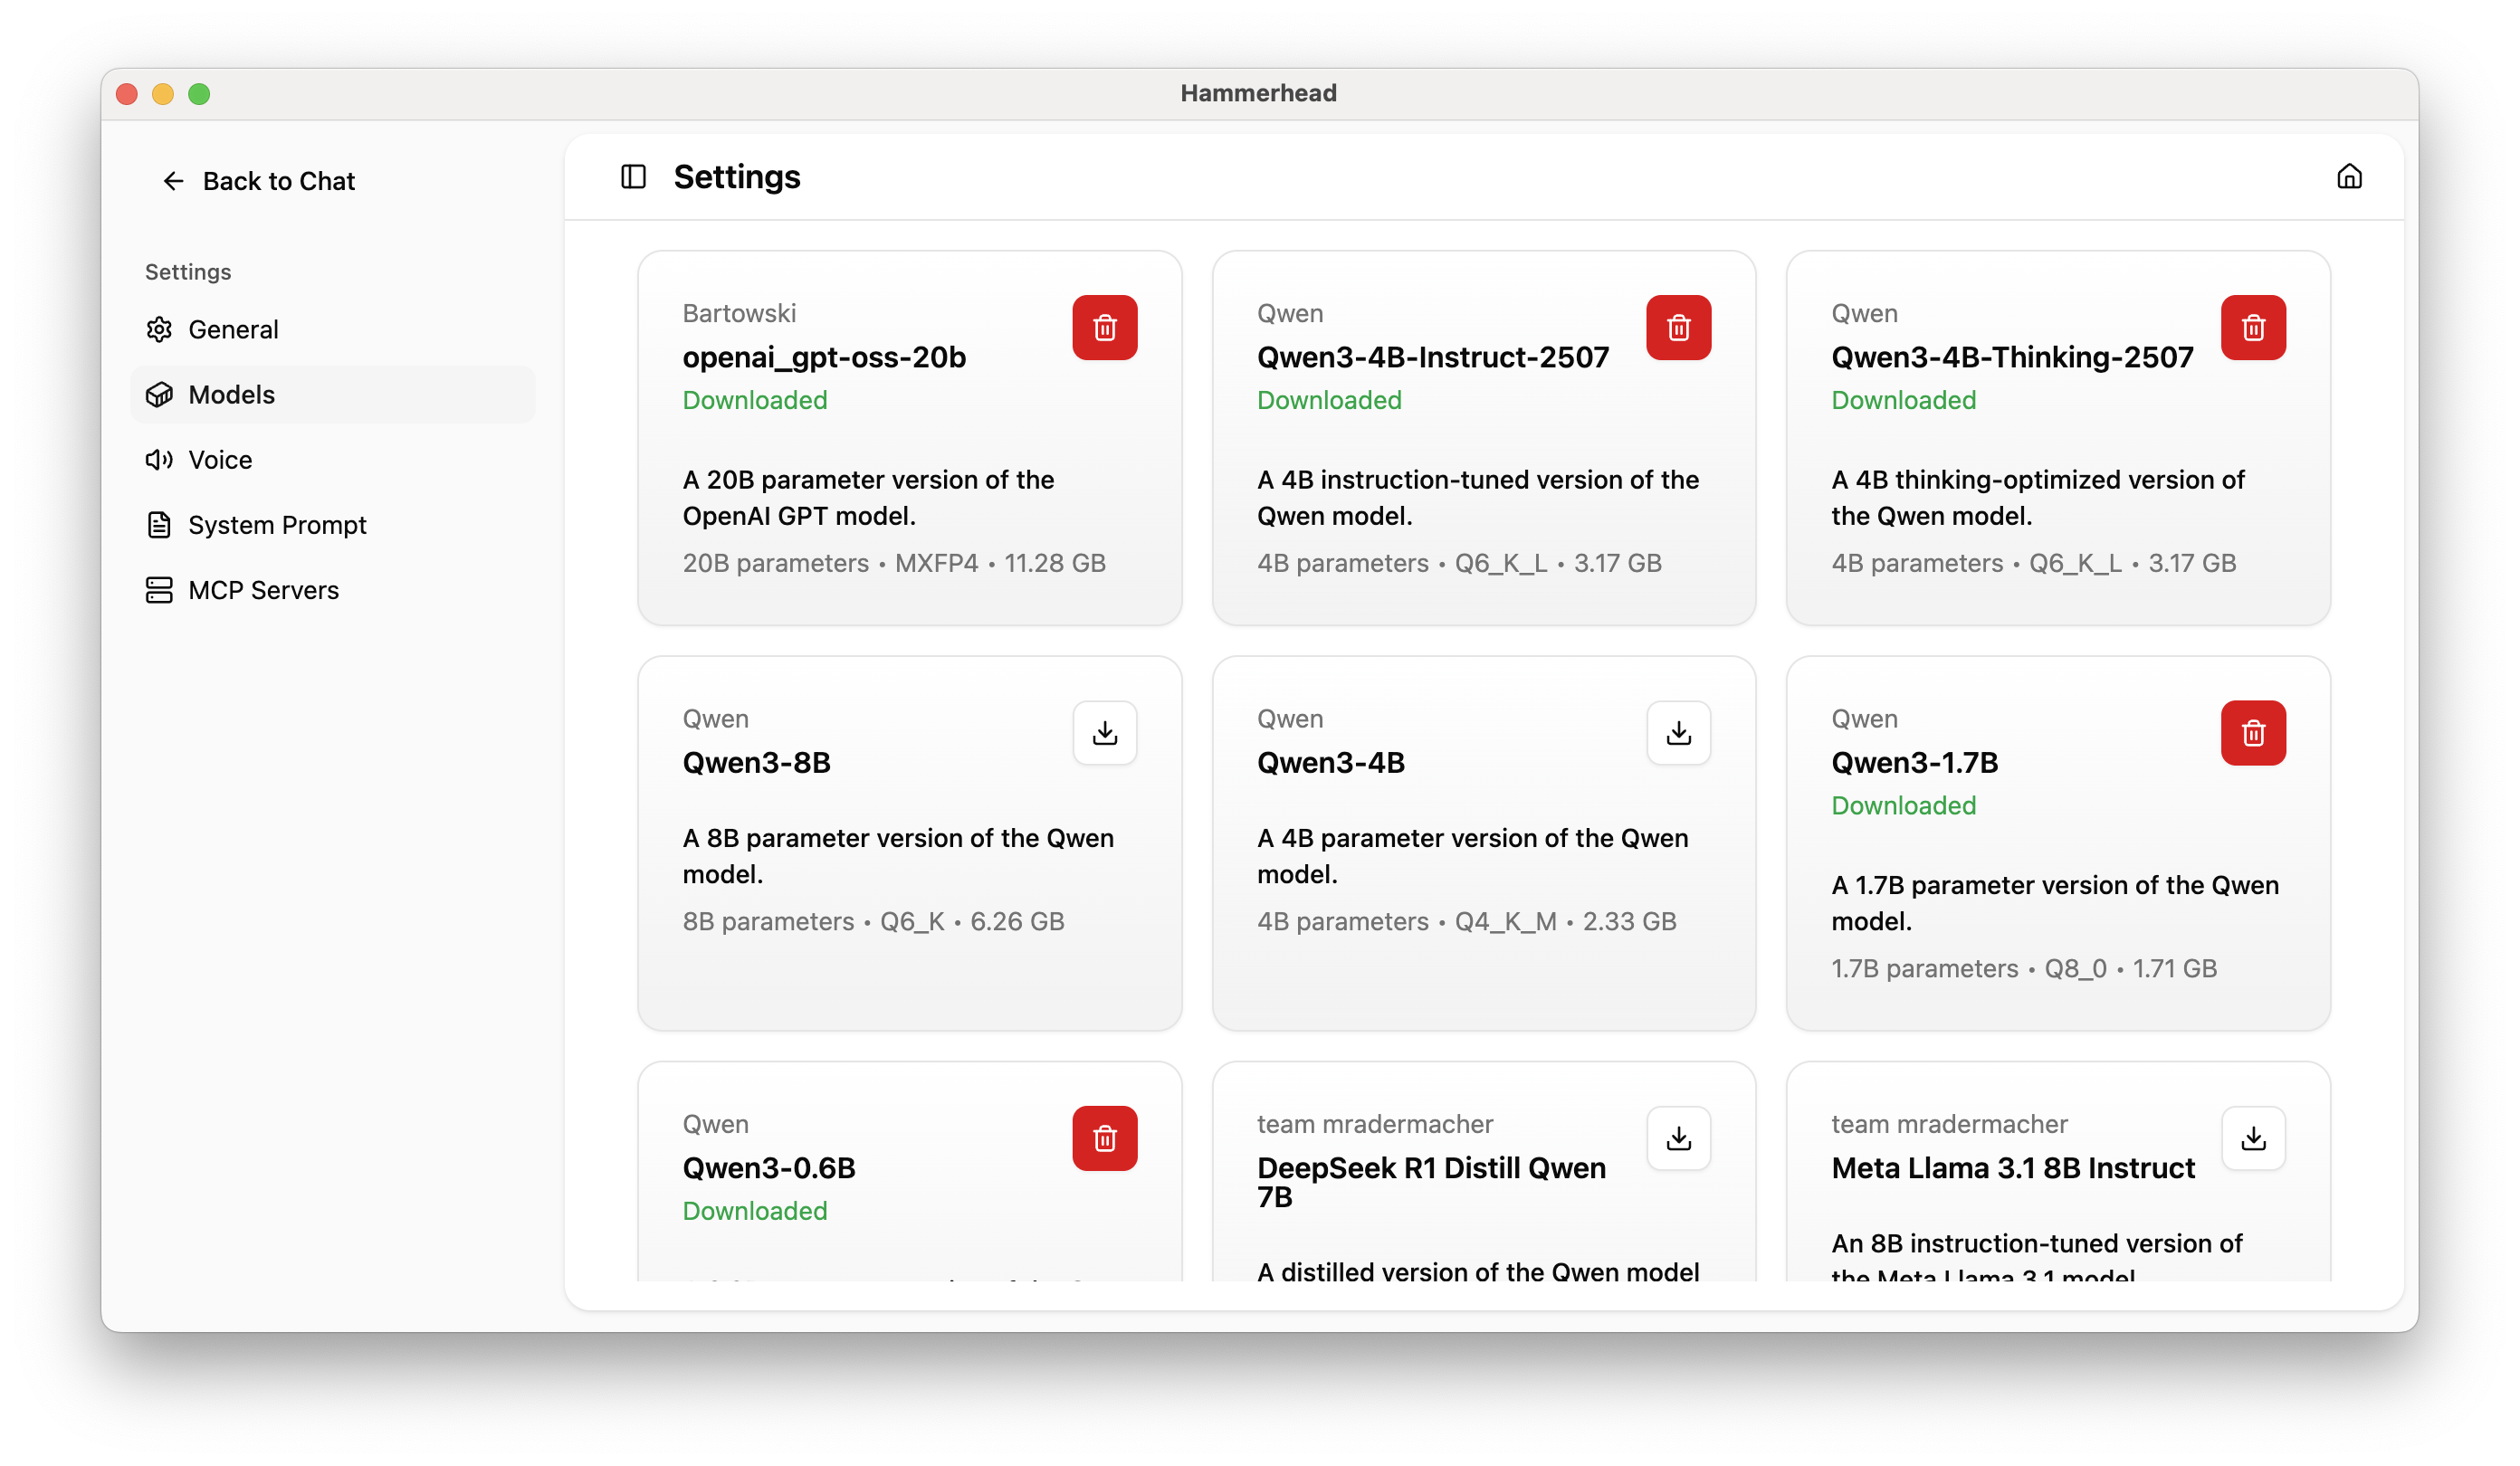 Hammerhead
Back to Chat
Settings
General
Models
Voice
System Prompt
MCP Servers
Settings
Bartowski
openai_gpt-oss-20b
Downloaded
A 20B parameter version of the
OpenAI GPT model.
20B parameters • MXFP4 • 11.28 GB
Qwen
Qwen3-4B-Instruct-2507
Downloaded
A 4B instruction-tuned version of the
Qwen model.
4B parameters • Q6_K_L • 3.17 GB
Qwen
Qwen3-4B-Thinking-2507
Downloaded
A 4B thinking-optimized version of
the Qwen model.
4B parameters • Q6_K_L • 3.17 GB
Qwen
Qwen3-8B
A 8B parameter version of the Qwen
model.
8B parameters • Q6_K • 6.26 GB
Qwen
Qwen3-4B
A 4B parameter version of the Qwen
model.
4B parameters • Q4_K_M • 2.33 GB
Qwen
Qwen3-1.7B
Downloaded
A 1.7B parameter version of the Qwen
model.
1.7B parameters • Q8_0 • 1.71 GB
Qwen
Qwen3-0.6B
Downloaded
team mradermacher
DeepSeek R1 Distill Qwen
7B
A distilled version of the Qwen model
team mradermacher
Meta Llama 3.1 8B Instruct
An 8B instruction-tuned version of
the Meta Llama 3.1 model